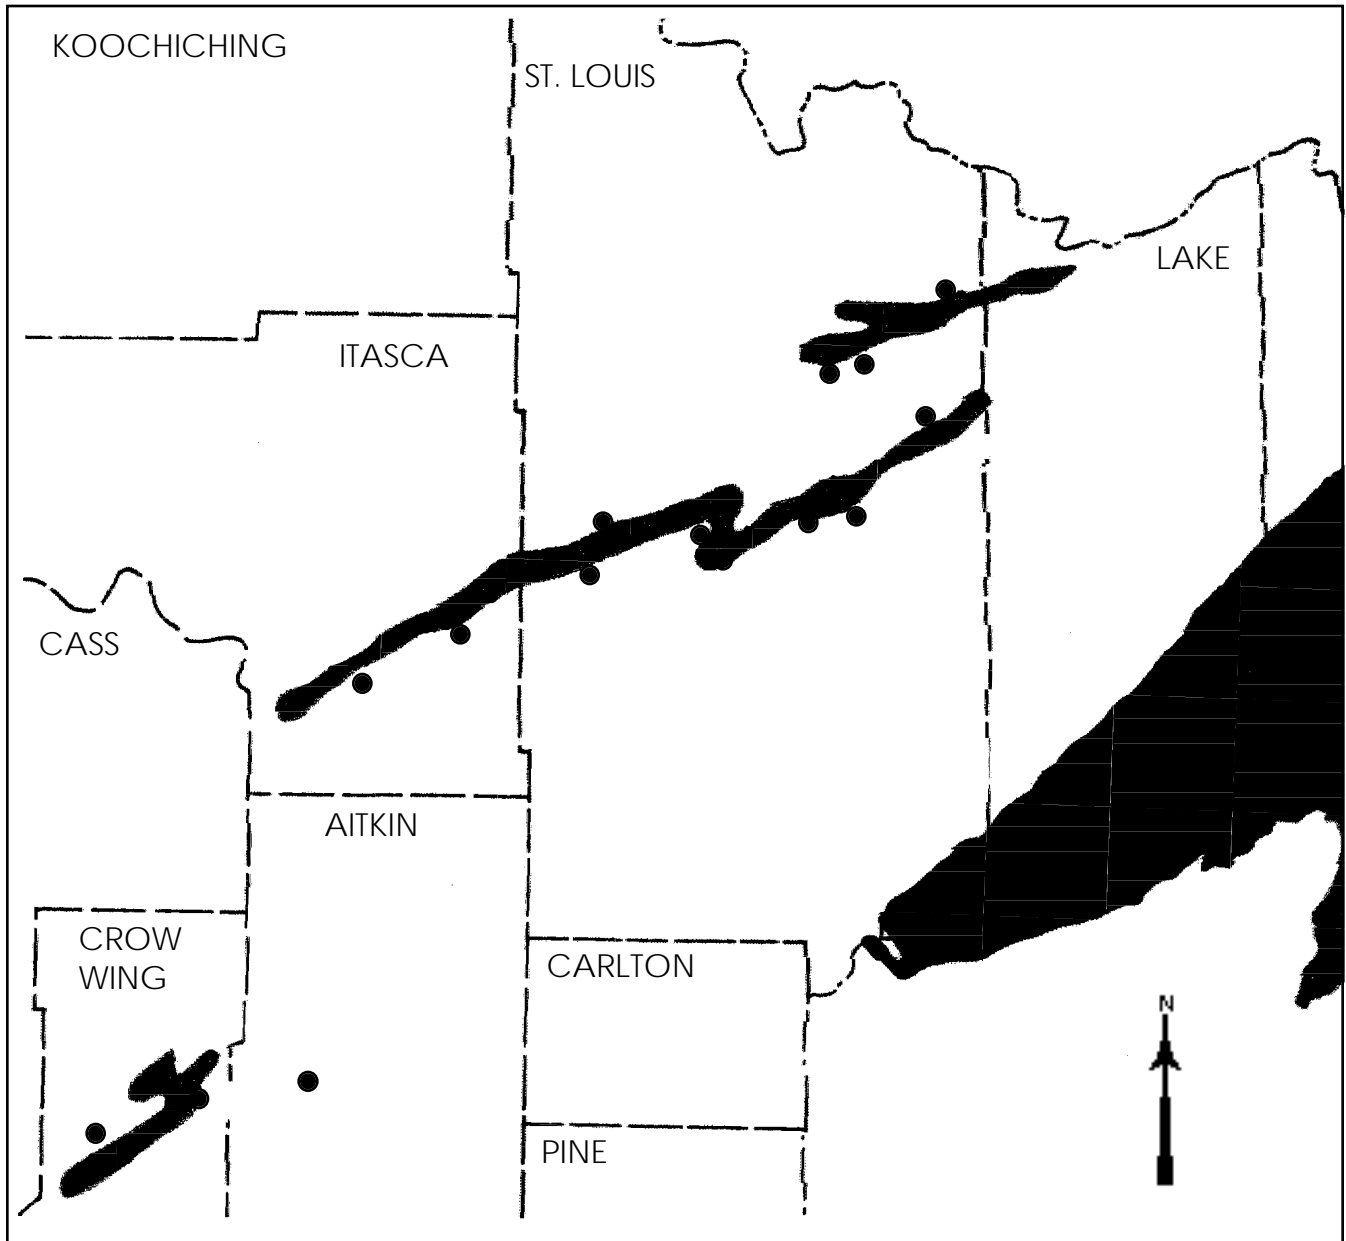 KOOCHICHING
ST. LOUIS
LAKE
ITASCA
CASS
AITKIN
CROW
WING
CARLTON
N
PINE